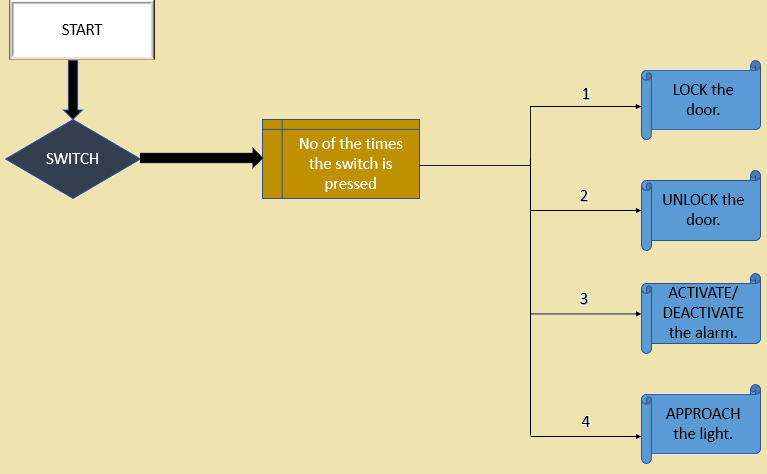 START
SWITCH
No of the times
the switch is
pressed
1
LOCK the
door.
2
UNLOCK the
door.
3
ACTIVATE/
DEACTIVATE
the alarm.
4
APPROACH
the light.